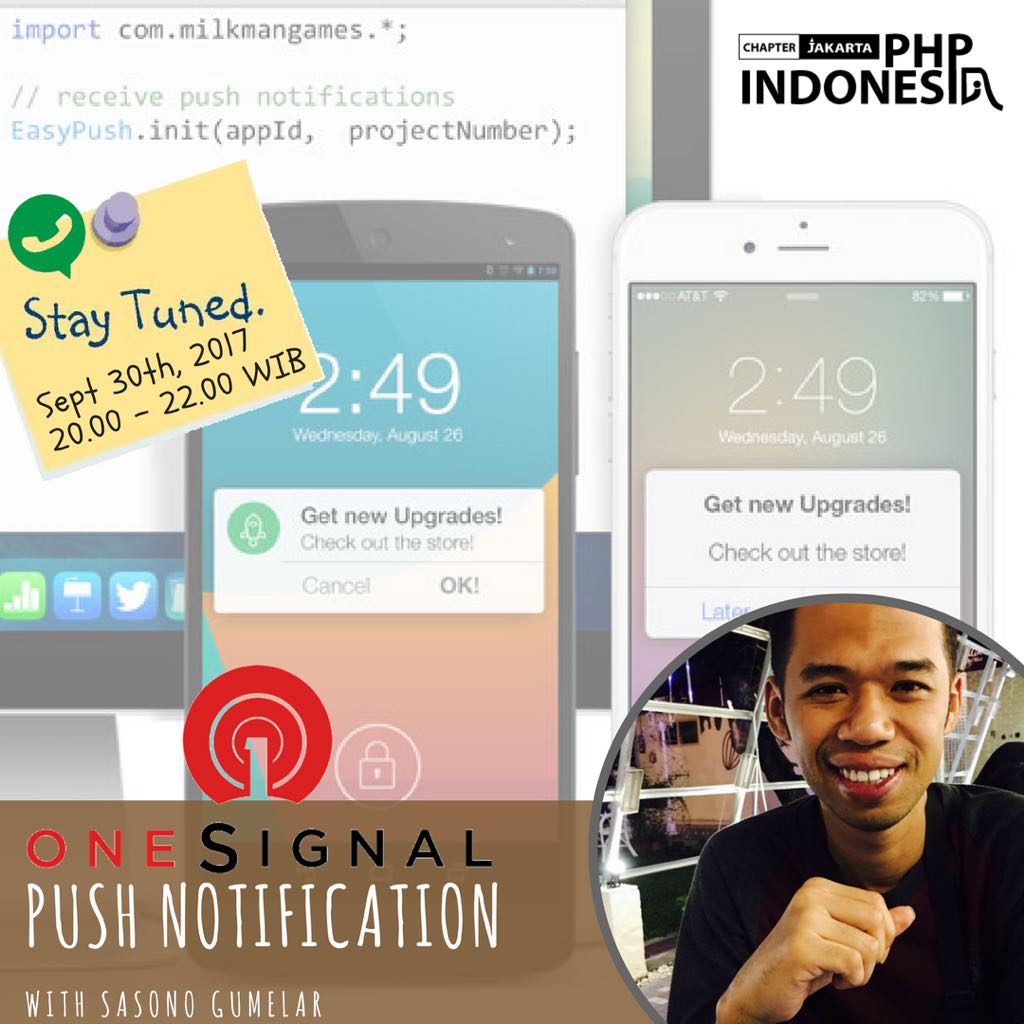 import com.milkmangames.*;
// receive push notifications
EasyPush.init(appId, projectNumber);
CHAPTER JAKARTA PHP
INDONESIA
Stay Tuned.
Sept 30th, 2017
20.00 - 22.00 WIB
7:58
2:49
Wednesday, August 26
Get new Upgrades!
Check out the store!
Cancel OK!
AT&T 82%
2:49
Wednesday, August 26
Get new Upgrades!
Check out the store!
Later
ONESIGNAL
PUSH NOTIFICATION
WITH SASONO GUMELAR